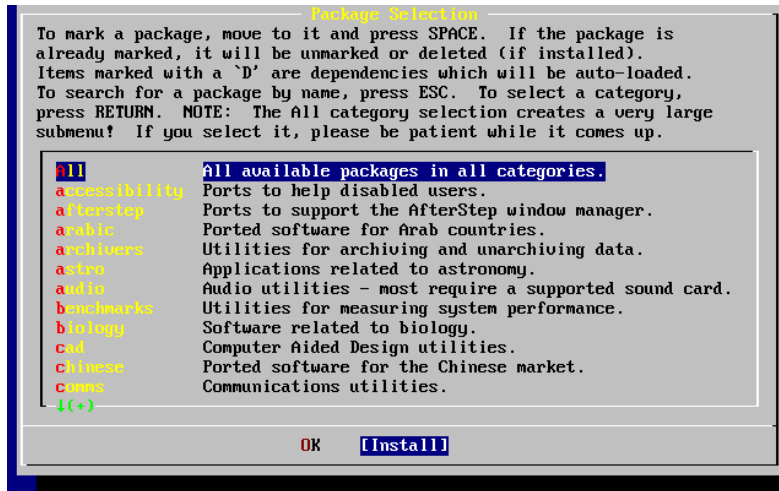 Package Selection
To mark a package, move to it and press SPACE.  If the package is
already marked, it will be unmarked or deleted (if installed).
Items marked with a `D' are dependencies which will be auto-loaded.
To search for a package by name, press ESC.  To select a category,
press RETURN.  NOTE:  The All category selection creates a very large
submenu!  If you select it, please be patient while it comes up.
All All available packages in all categories.
accessibility Ports to help disabled users.
afterstep Ports to support the AfterStep window manager.
arabic Ported software for Arab countries.
archivers Utilities for archiving and unarchiving data.
astro Applications related to astronomy.
audio Audio utilities - most require a supported sound card.
benchmarks Utilities for measuring system performance.
biology Software related to biology.
cad Computer Aided Design utilities.
chinese Ported software for the Chinese market.
comms Communications utilities.
↓(+)
OK [Install]